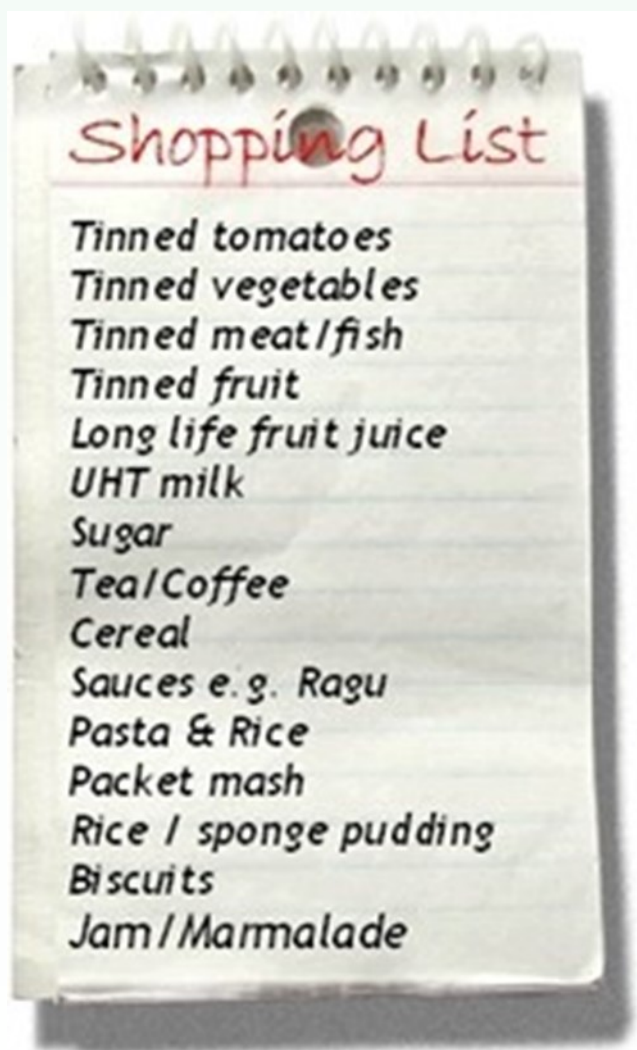 Shopping List
Tinned tomatoes
Tinned vegetables
Tinned meat/fish
Tinned fruit
Long life fruit juice
UHT milk
Sugar
Tea/Coffee
Cereal
Sauces e.g. Ragu
Pasta & Rice
Packet mash
Rice / sponge pudding
Biscuits
Jam/Marmalade